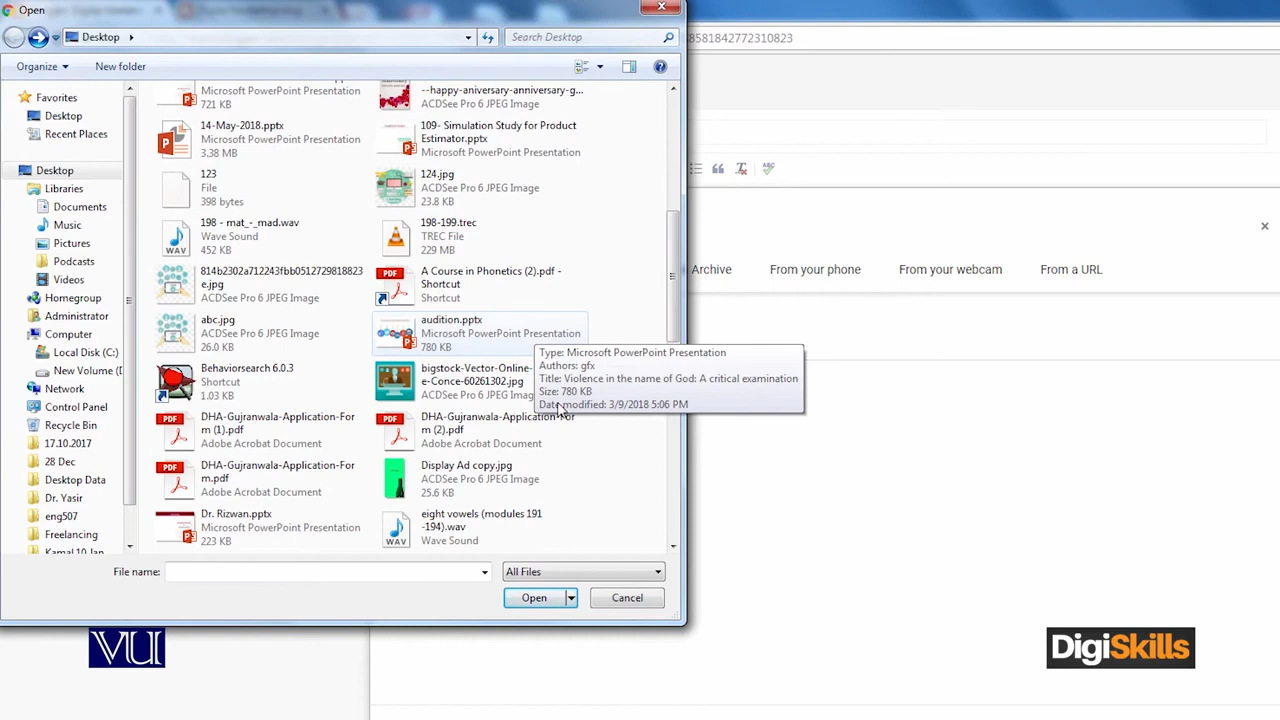 Open
Desktop
Search Desktop
581842772310823
Organize
New folder
Favorites
Desktop
Recent Places
Desktop
Libraries
Documents
Music
Pictures
Podcasts
Videos
Homegroup
Administrator
Computer
Local Disk (C:)
New Volume (
Network
Control Panel
Recycle Bin
17.10.2017
28 Dec
Desktop Data
Dr. Yasir
eng507
Freelancing
Kamal 10 Jan
Microsoft PowerPoint Presentation
721 KB
--happy-aniversary-anniversary-g...
ACDSee Pro 6 JPEG Image
14-May-2018.pptx
Microsoft PowerPoint Presentation
3.38 MB
109- Simulation Study for Product
Estimator.pptx
Microsoft PowerPoint Presentation
123
File
398 bytes
124.jpg
ACDSee Pro 6 JPEG Image
23.8 KB
198 - mat_-_mad.wav
Wave Sound
452 KB
198-199.trec
TREC File
229 MB
814b2302a712243fbb0512729818823
e.jpg
ACDSee Pro 6 JPEG Image
A Course in Phonetics (2).pdf -
Shortcut
Shortcut
abc.jpg
ACDSee Pro 6 JPEG Image
26.0 KB
audition.pptx
Microsoft PowerPoint Presentation
780 KB
Type: Microsoft PowerPoint Presentation
Authors: gfx
Title: Violence in the name of God: A critical examination
Size: 780 KB
Date modified: 3/9/2018 5:06 PM
Behaviorsearch 6.0.3
Shortcut
1.03 KB
bigstock-Vector-Online-
e-Conce-60261302.jpg
ACDSee Pro 6 JPEG Image
DHA-Gujranwala-Application-For
m (1).pdf
Adobe Acrobat Document
DHA-Gujranwala-Application-For
m (2).pdf
Adobe Acrobat Document
DHA-Gujranwala-Application-For
m.pdf
Adobe Acrobat Document
Display Ad copy.jpg
ACDSee Pro 6 JPEG Image
25.6 KB
Dr. Rizwan.pptx
Microsoft PowerPoint Presentation
223 KB
eight vowels (modules 191
-194).wav
Wave Sound
File name:
All Files
Open
Cancel
Archive
From your phone
From your webcam
From a URL
VU
DigiSkills